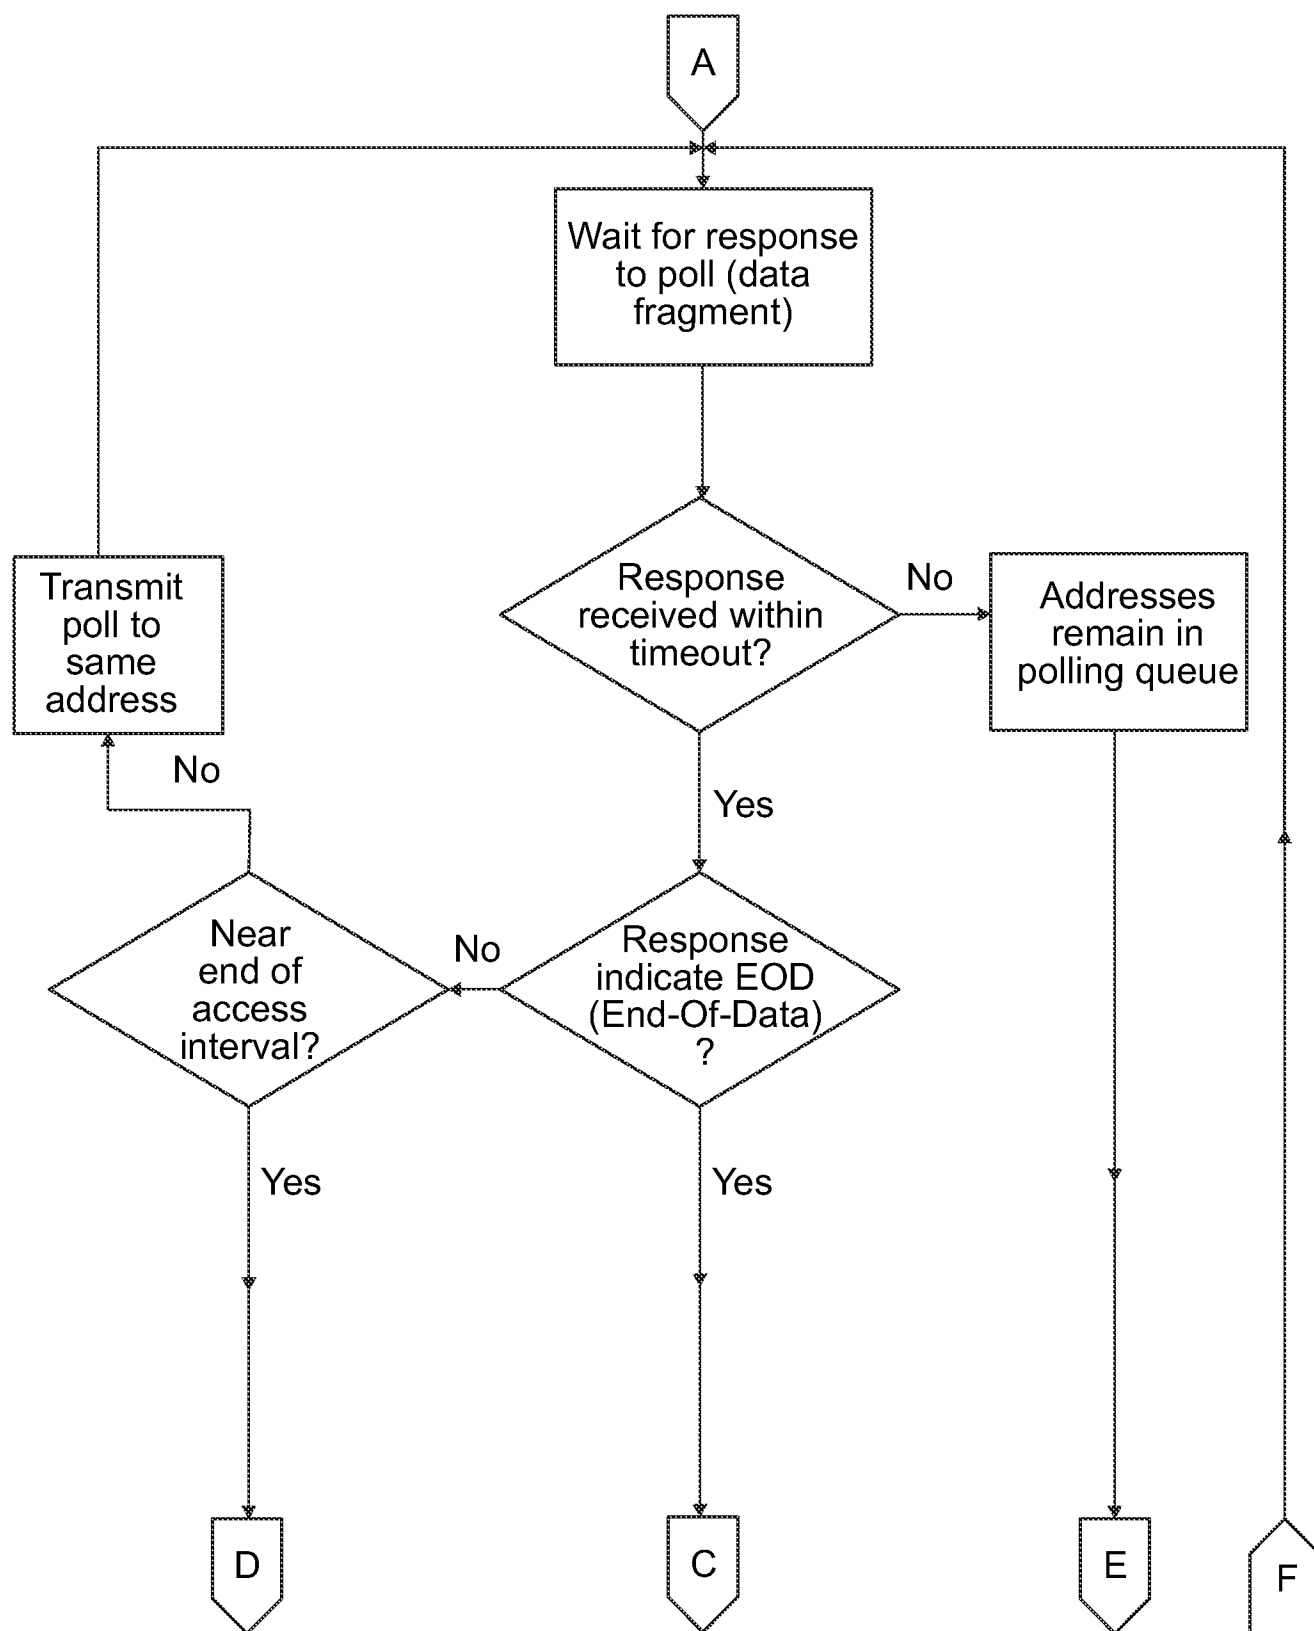 A
Wait for response
to poll (data
fragment)
Response
received within
timeout?
No
Addresses
remain in
polling queue
Transmit
poll to
same
address
No
Yes
Near
end of
access
interval?
No
Response
indicate EOD
(End-Of-Data)
?
Yes
Yes
D
C
E
F